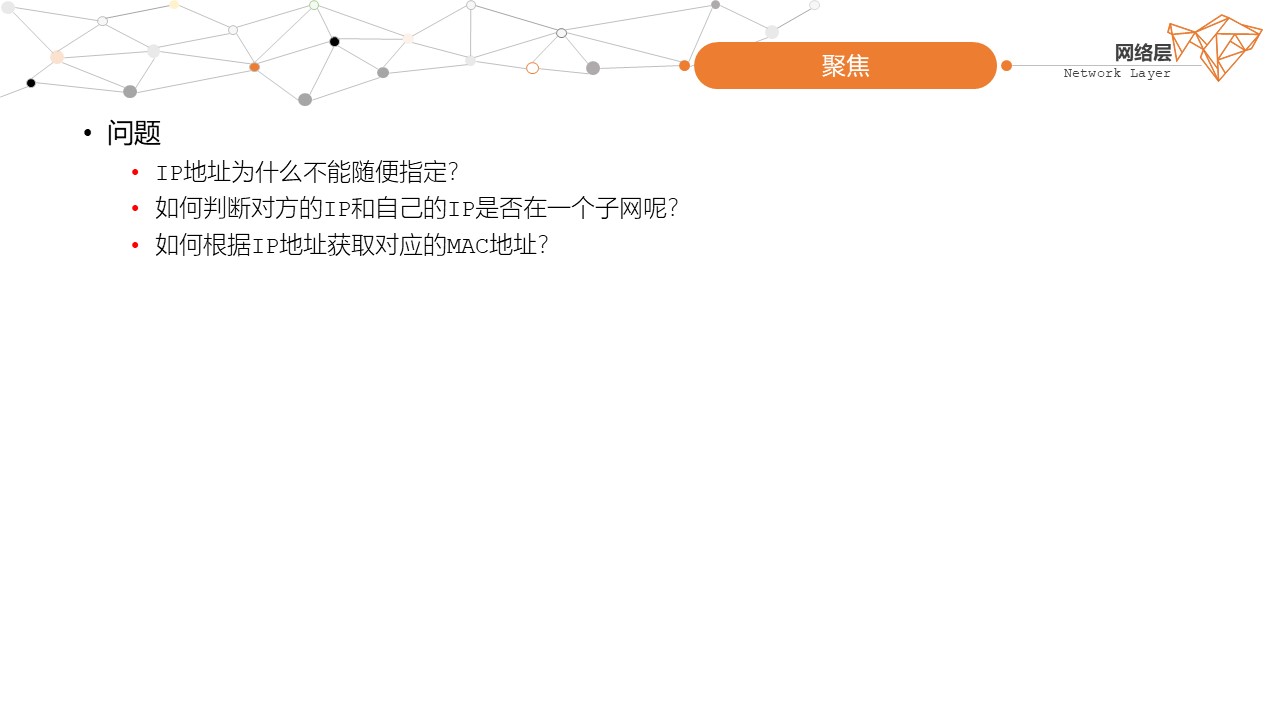 聚焦
网络层
Network Layer
• 问题
• IP地址为什么不能随便指定?
• 如何判断对方的IP和自己的IP是否在一个子网呢?
• 如何根据IP地址获取对应的MAC地址?